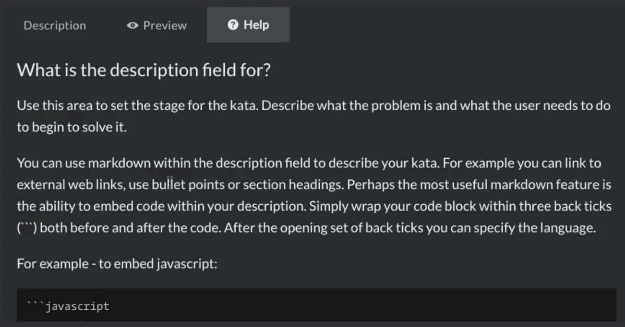 Description Preview Help
What is the description field for?
Use this area to set the stage for the kata. Describe what the problem is and what the user needs to do
to begin to solve it.
You can use markdown within the description field to describe your kata. For example you can link to
external web links, use bullet points or section headings. Perhaps the most useful markdown feature is
the ability to embed code within your description. Simply wrap your code block within three back ticks
(```) both before and after the code. After the opening set of back ticks you can specify the language.
For example - to embed javascript:
```javascript